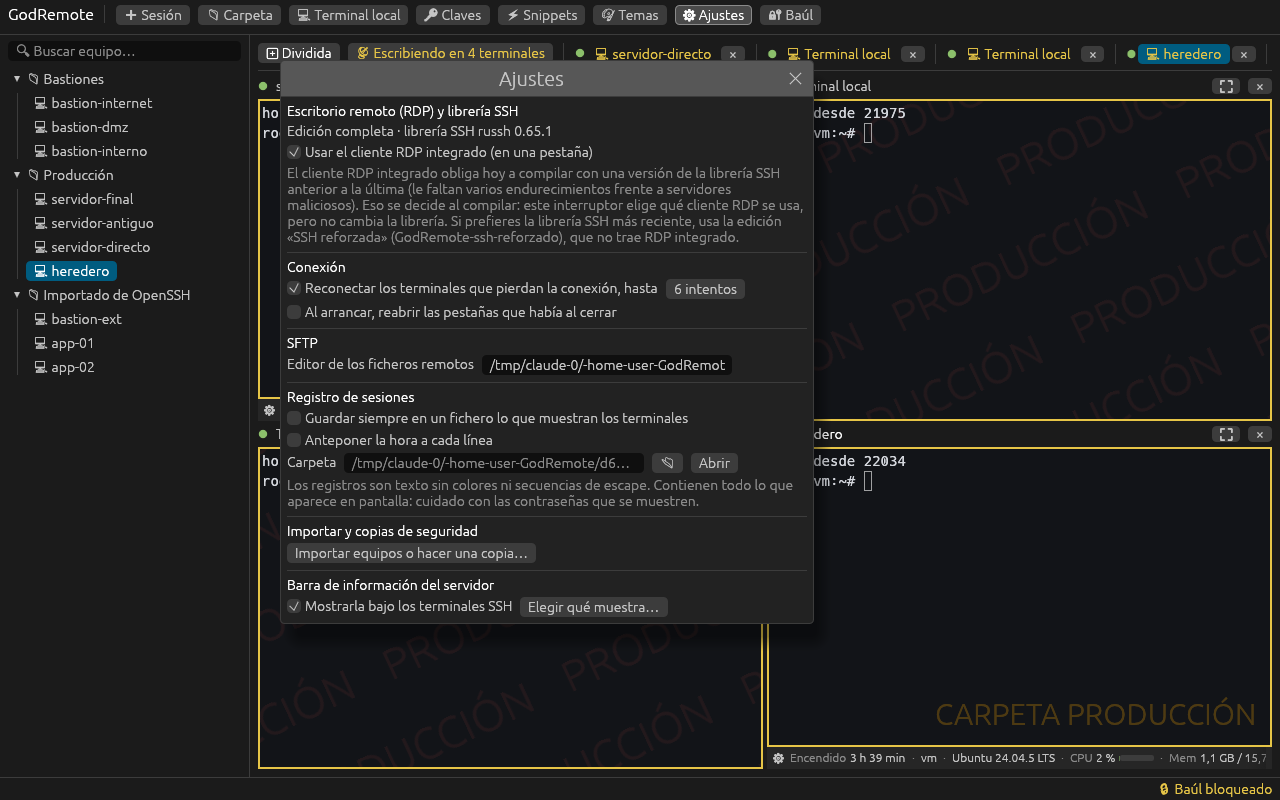 GodRemote
+ Sesión
Carpeta
Terminal local
Claves
Snippets
Temas
Ajustes
Baúl
Buscar equipo…
Bastiones
bastion-internet
bastion-dmz
bastion-interno
Producción
servidor-final
servidor-antiguo
servidor-directo
heredero
Importado de OpenSSH
bastion-ext
app-01
app-02
Dividida
Escribiendo en 4 terminales
servidor-directo ×
Terminal local ×
Terminal local ×
heredero ×
Ajustes
Escritorio remoto (RDP) y librería SSH
Edición completa · librería SSH russh 0.65.1
Usar el cliente RDP integrado (en una pestaña)
El cliente RDP integrado obliga hoy a compilar con una versión de la librería SSH
anterior a la última (le faltan varios endurecimientos frente a servidores
maliciosos). Eso se decide al compilar: este interruptor elige qué cliente RDP se usa,
pero no cambia la librería. Si prefieres la librería SSH más reciente, usa la edición
«SSH reforzada» (GodRemote-ssh-reforzado), que no trae RDP integrado.
Conexión
Reconectar los terminales que pierdan la conexión, hasta 6 intentos
Al arrancar, reabrir las pestañas que había al cerrar
SFTP
Editor de los ficheros remotos /tmp/claude-0/-home-user-GodRemot
Registro de sesiones
Guardar siempre en un fichero lo que muestran los terminales
Anteponer la hora a cada línea
Carpeta /tmp/claude-0/-home-user-GodRemote/d6… Abrir
Los registros son texto sin colores ni secuencias de escape. Contienen todo lo que
aparece en pantalla: cuidado con las contraseñas que se muestren.
Importar y copias de seguridad
Importar equipos o hacer una copia…
Barra de información del servidor
Mostrarla bajo los terminales SSH Elegir qué muestra…
local
desde 21975
vm:~#
PRODUCCIÓN
dero
desde 22034
vm:~#
PRODUCCIÓN
CARPETA PRODUCCIÓN
Encendido 3 h 39 min · vm · Ubuntu 24.04.5 LTS · CPU 2 % · Mem 1,1 GB / 15,7
Baúl bloqueado